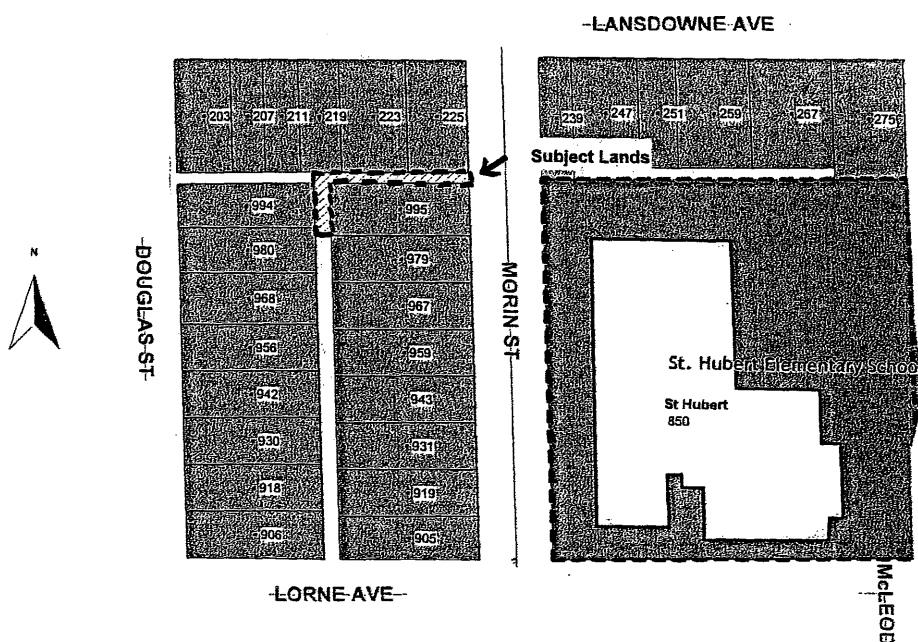 LANSDOWNE AVE
203 207 211 219 223 225
239 247 251 259 267 275
Subject Lands
994
995
980
979
968
967
956
959
942
943
930
931
918
919
906
905
N
DOUGLAS ST
MORIN ST
St. Hubert Elementary Schoo
St Hubert
850
LORNE AVE
McLEOD